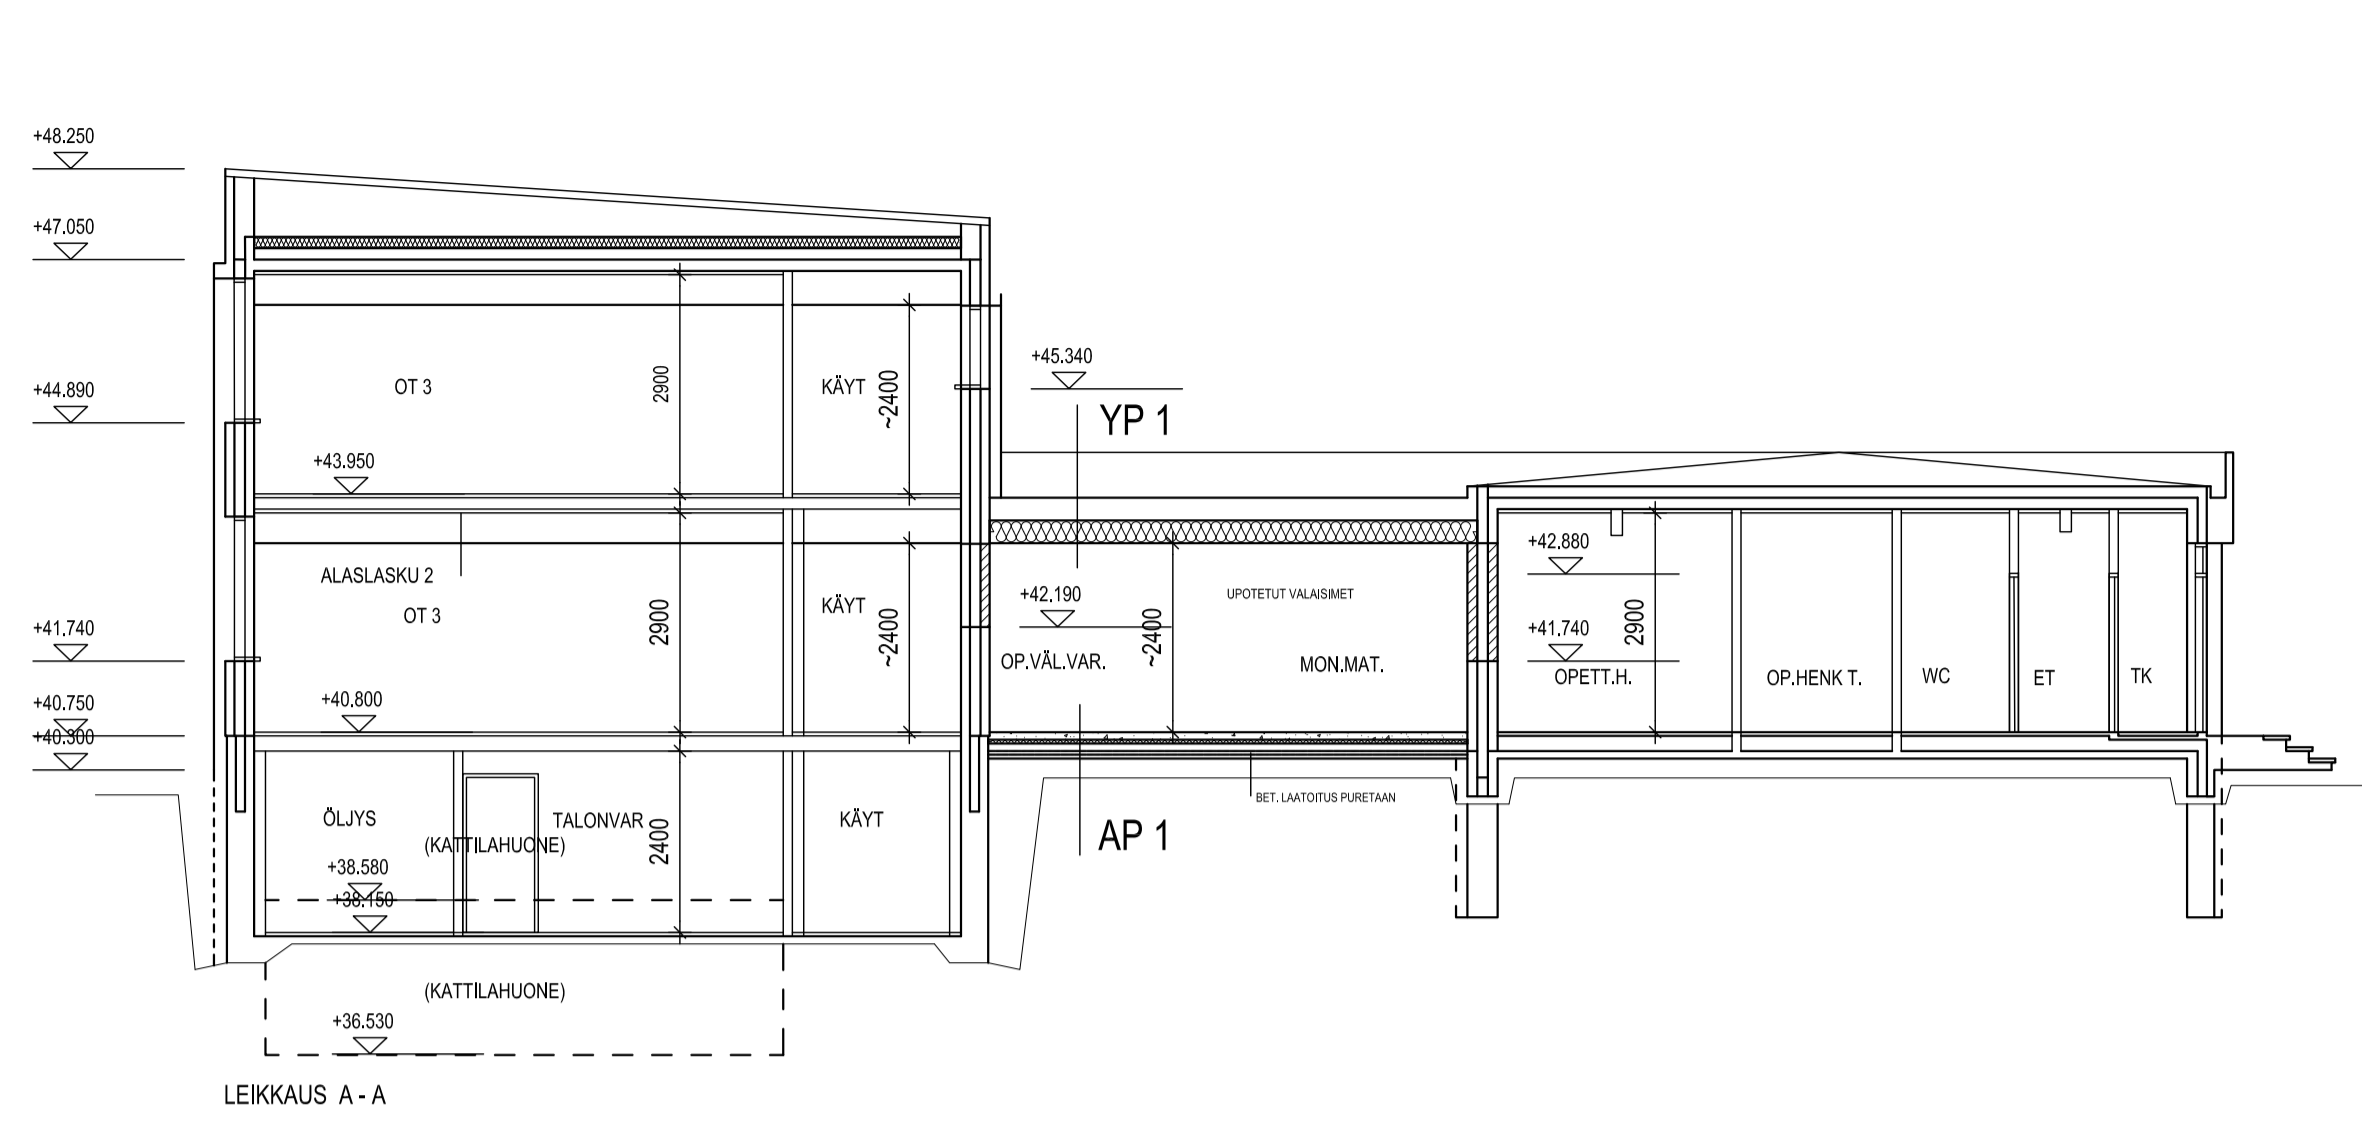 +48.250
+47.050
+44.890
+41.740
+40.750
+40.300
OT 3
2900
KÄYT
~2400
+43.950
+45.340
YP 1
ALASLASKU 2
OT 3
2900
KÄYT
~2400
+40.800
+42.190
OP.VÄL.VAR.
~2400
UPOTETUT VALAISIMET
MON.MAT.
+42.880
+41.740
2900
OPETT.H.
OP.HENK T.
WC
ET
TK
ÖLJYS
TALONVAR
(KATTILAHUONE)
2400
KÄYT
+38.580
+38.150
BET. LAATOITUS PURETAAN
AP 1
(KATTILAHUONE)
+36.530
LEIKKAUS A - A